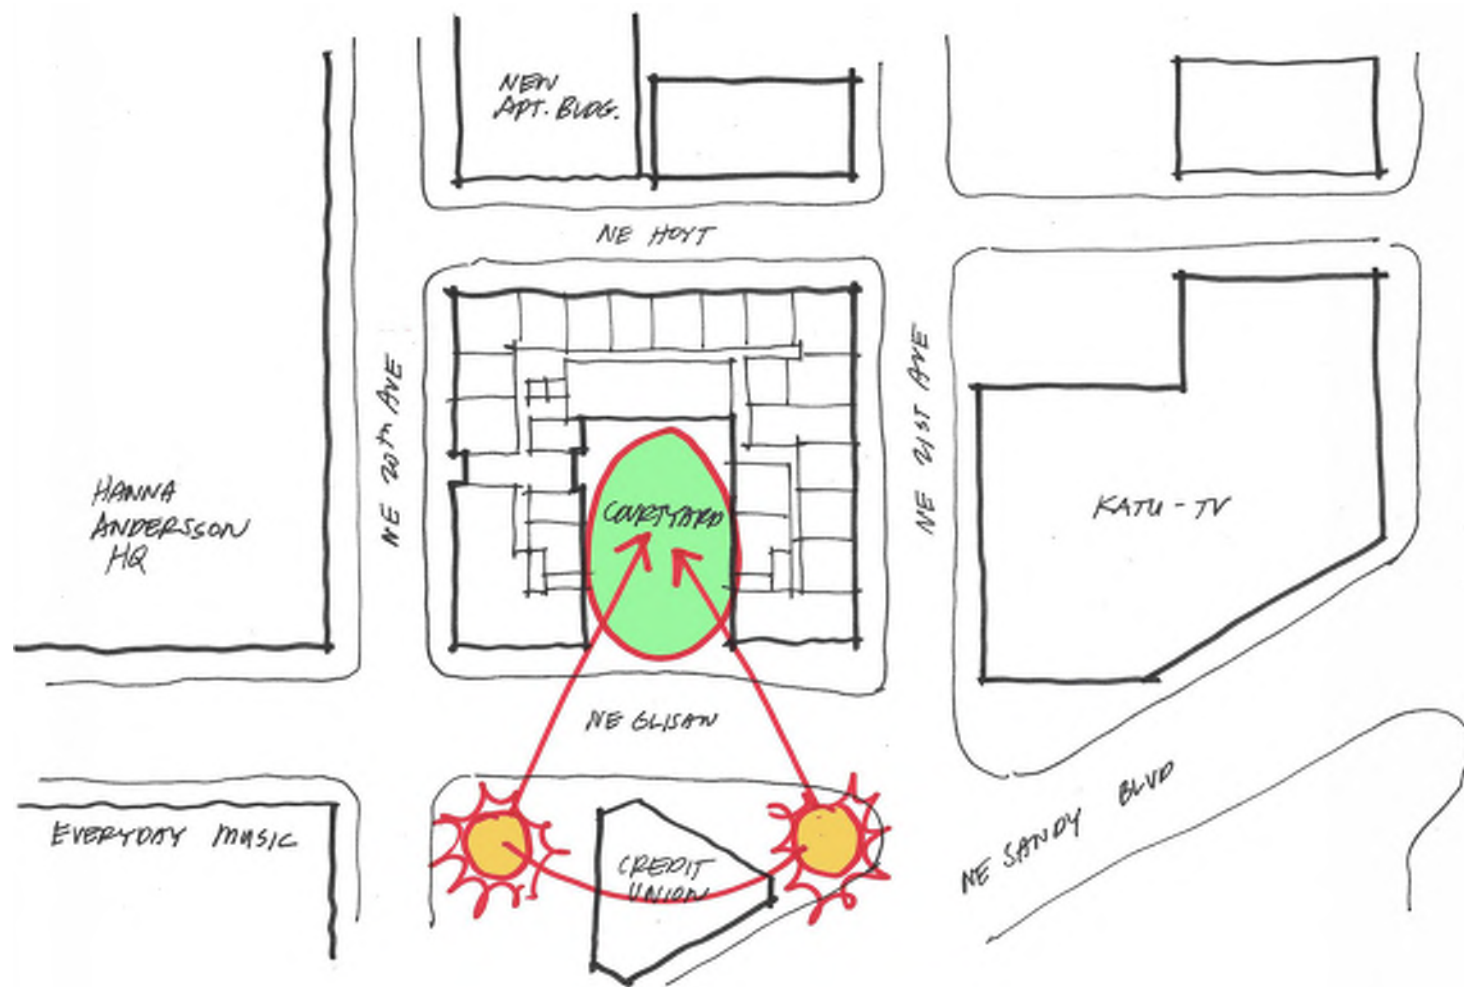 NEW
APT. BLDG.
NE HOYT
NE 20th AVE
NE 21ST AVE
HANNA
ANDERSSON
HQ
COURTYARD
KATU-TV
NE GLISAN
EVERYDAY MUSIC
CREDIT
UNION
NE SANDY BLVD